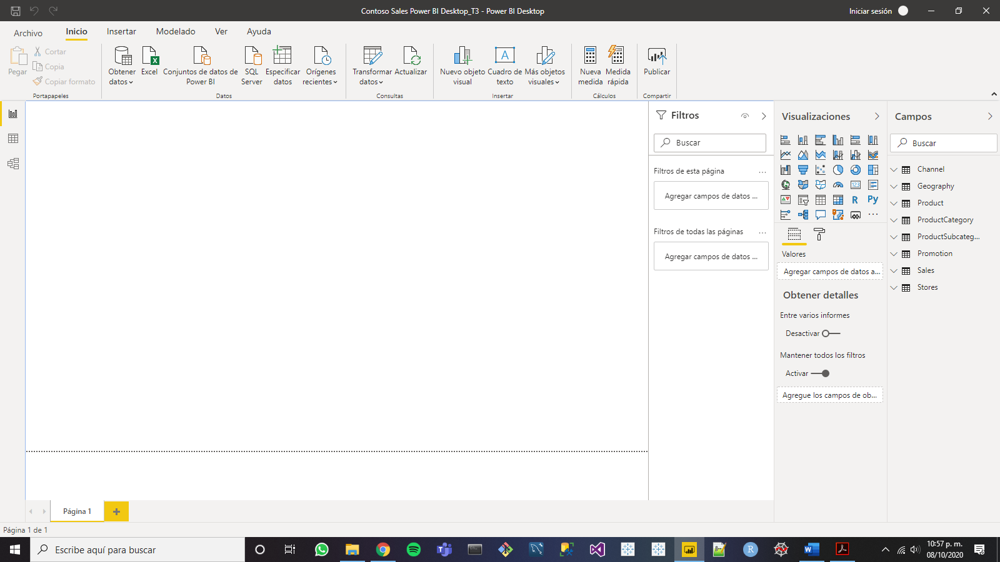 Contoso Sales Power BI Desktop_T3 - Power BI Desktop
Iniciar sesión
Archivo
Inicio
Insertar
Modelado
Ver
Ayuda
Pegar
Cortar
Copia
Copiar formato
Portapapeles
Obtener
datos
Excel
Conjuntos de datos de
Power BI
SQL
Server
Especificar
datos
Orígenes
recientes
Datos
Transformar
datos
Actualizar
Consultas
Nuevo objeto
visual
A
Cuadro de
texto
Más objetos
visuales
Insertar
Nueva
medida
Medida
rápida
Cálculos
Publicar
Compartir
Filtros
Buscar
Filtros de esta página
...
Agregar campos de datos ...
Filtros de todas las páginas
...
Agregar campos de datos ...
Visualizaciones
123
R
Py
...
Valores
Agregar campos de datos a...
Obtener detalles
Entre varios informes
Desactivar
Mantener todos los filtros
Activar
Agregue los campos de ob...
Campos
Buscar
Channel
Geography
Product
ProductCategory
ProductSubcateg...
Promotion
Sales
Stores
Página 1
+
Página 1 de 1
Escribe aquí para buscar
R
10:57 p. m.
08/10/2020